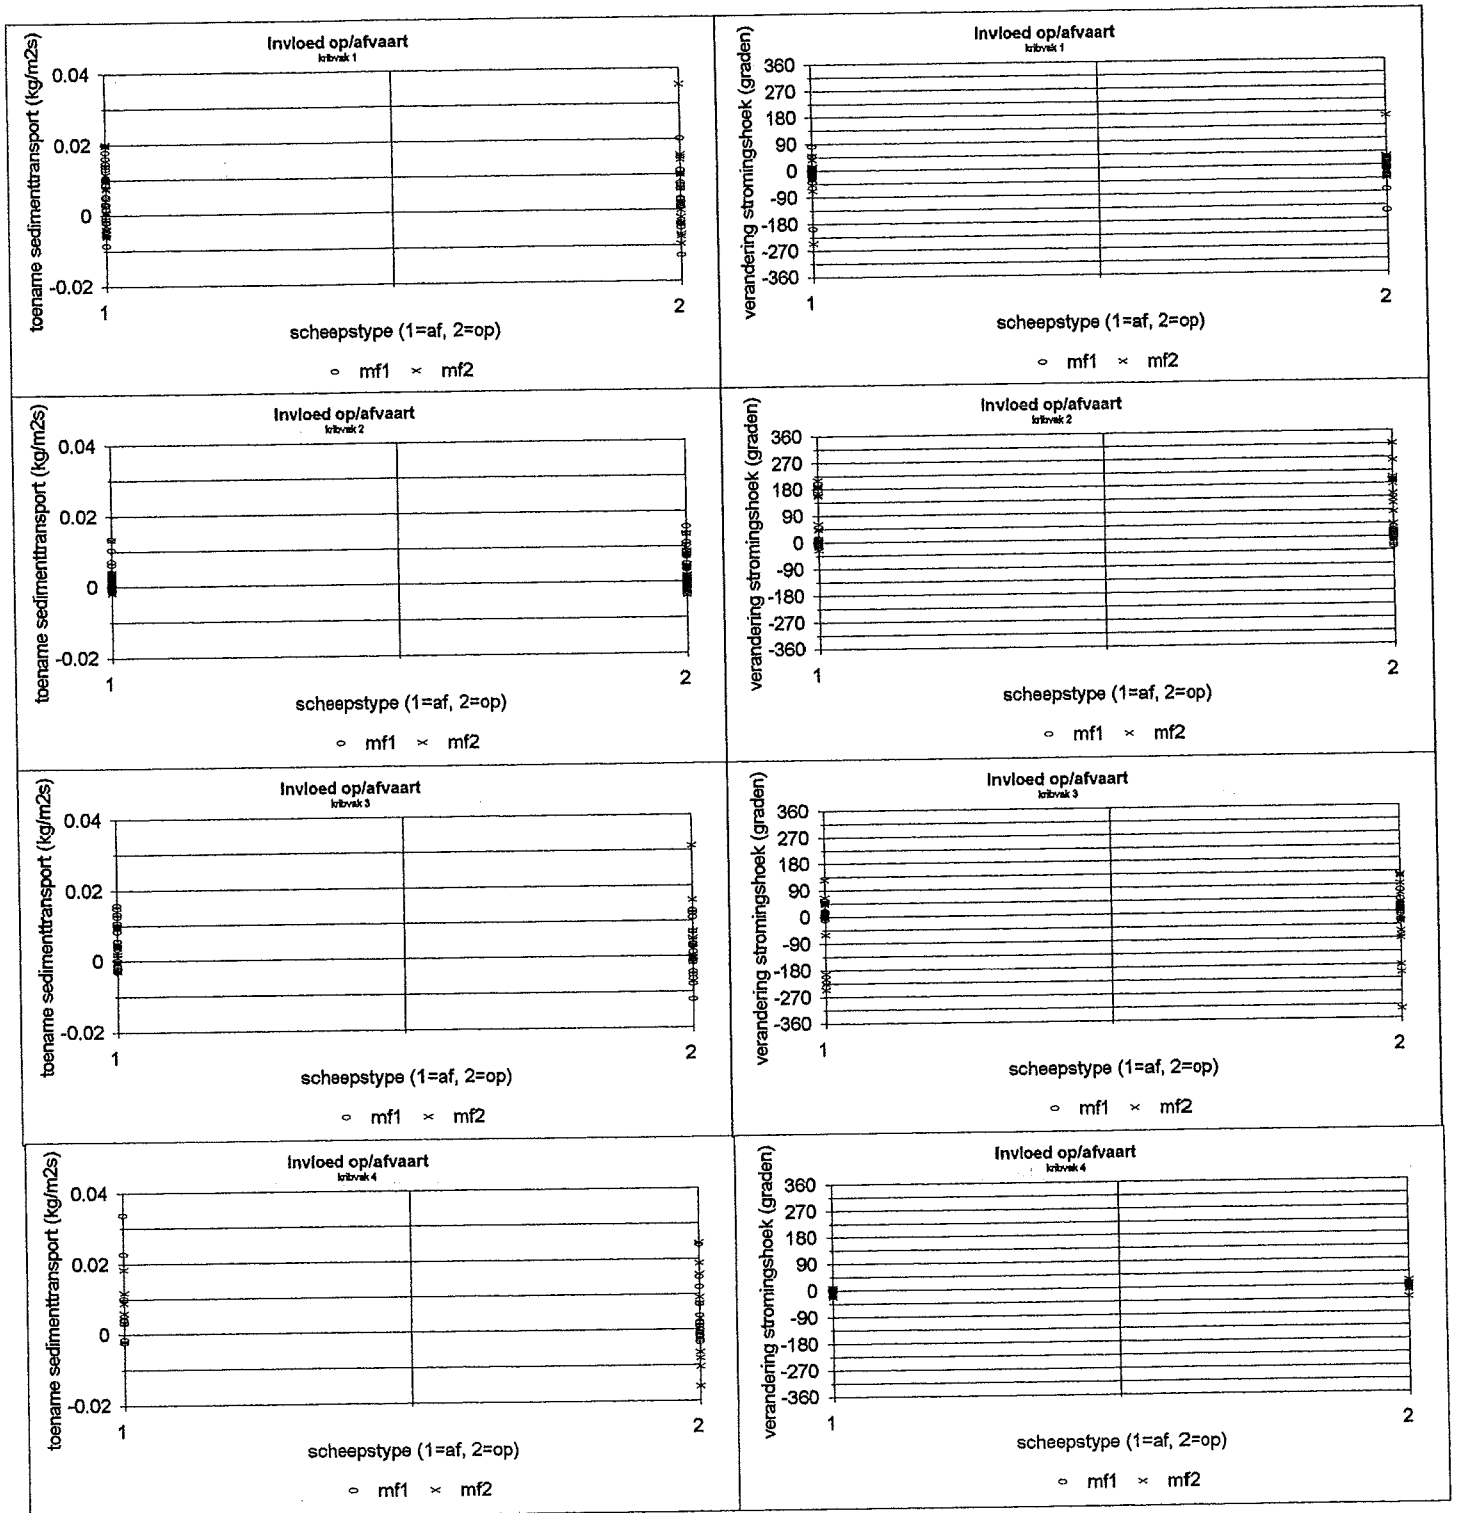 Invloed op/afvaart
kribvak 1
toename sedimenttransport (kg/m2s)
0.04
0.02
0
-0.02
1
2
scheepstype (1=af, 2=op)
mf1
mf2
Invloed op/afvaart
kribvak 1
verandering stromingshoek (graden)
360
270
180
90
0
-90
-180
-270
-360
1
2
scheepstype (1=af, 2=op)
mf1
mf2
Invloed op/afvaart
kribvak 2
toename sedimenttransport (kg/m2s)
0.04
0.02
0
-0.02
1
2
scheepstype (1=af, 2=op)
mf1
mf2
Invloed op/afvaart
kribvak 2
verandering stromingshoek (graden)
360
270
180
90
0
-90
-180
-270
-360
1
2
scheepstype (1=af, 2=op)
mf1
mf2
Invloed op/afvaart
kribvak 3
toename sedimenttransport (kg/m2s)
0.04
0.02
0
-0.02
1
2
scheepstype (1=af, 2=op)
mf1
mf2
Invloed op/afvaart
kribvak 3
verandering stromingshoek (graden)
360
270
180
90
0
-90
-180
-270
-360
1
2
scheepstype (1=af, 2=op)
mf1
mf2
Invloed op/afvaart
kribvak 4
toename sedimenttransport (kg/m2s)
0.04
0.02
0
-0.02
1
2
scheepstype (1=af, 2=op)
mf1
mf2
Invloed op/afvaart
kribvak 4
verandering stromingshoek (graden)
360
270
180
90
0
-90
-180
-270
-360
1
2
scheepstype (1=af, 2=op)
mf1
mf2